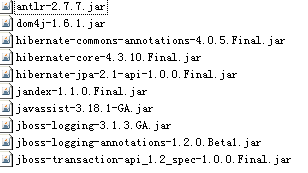 antlr-2.7.7.jar
dom4j-1.6.1.jar
hibernate-commons-annotations-4.0.5.Final.jar
hibernate-core-4.3.10.Final.jar
hibernate-jpa-2.1-api-1.0.0.Final.jar
jandex-1.1.0.Final.jar
javassist-3.18.1-GA.jar
jboss-logging-3.1.3.GA.jar
jboss-logging-annotations-1.2.0.Beta1.jar
jboss-transaction-api_1.2_spec-1.0.0.Final.jar